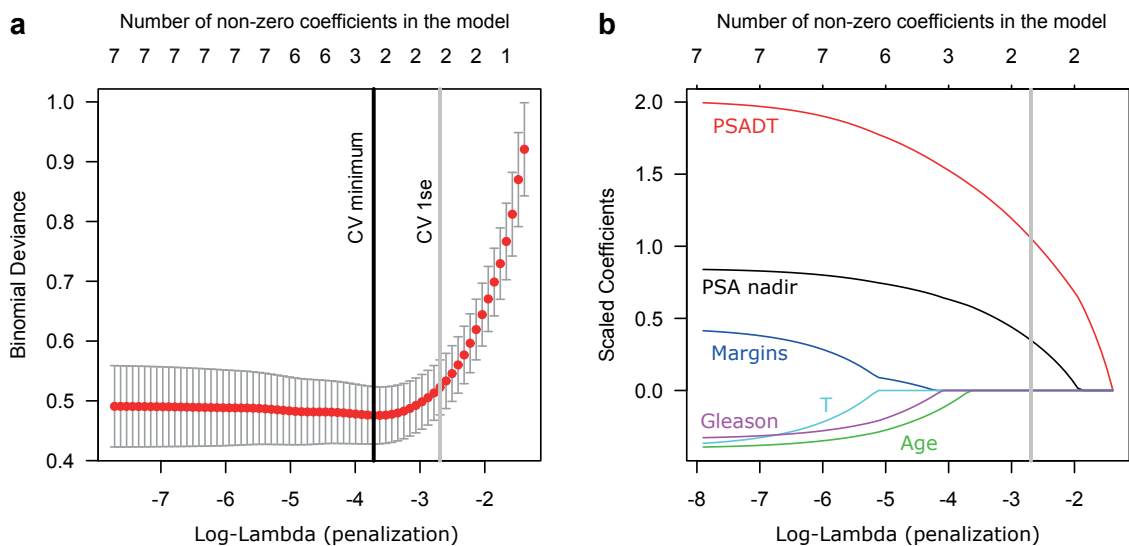 a
Number of non-zero coefficients in the model
7 7 7 7 7 7 6 6 3 2 2 2 2 1
1.0
0.9
0.8
0.7
0.6
0.5
0.4
Binomial Deviance
CV minimum
CV 1se
-7 -6 -5 -4 -3 -2
Log-Lambda (penalization)
b
Number of non-zero coefficients in the model
7 7 7 6 3 2 2
2.0
1.5
1.0
0.5
0.0
Scaled Coefficients
PSADT
PSA nadir
Margins
T
Gleason
Age
-8 -7 -6 -5 -4 -3 -2
Log-Lambda (penalization)